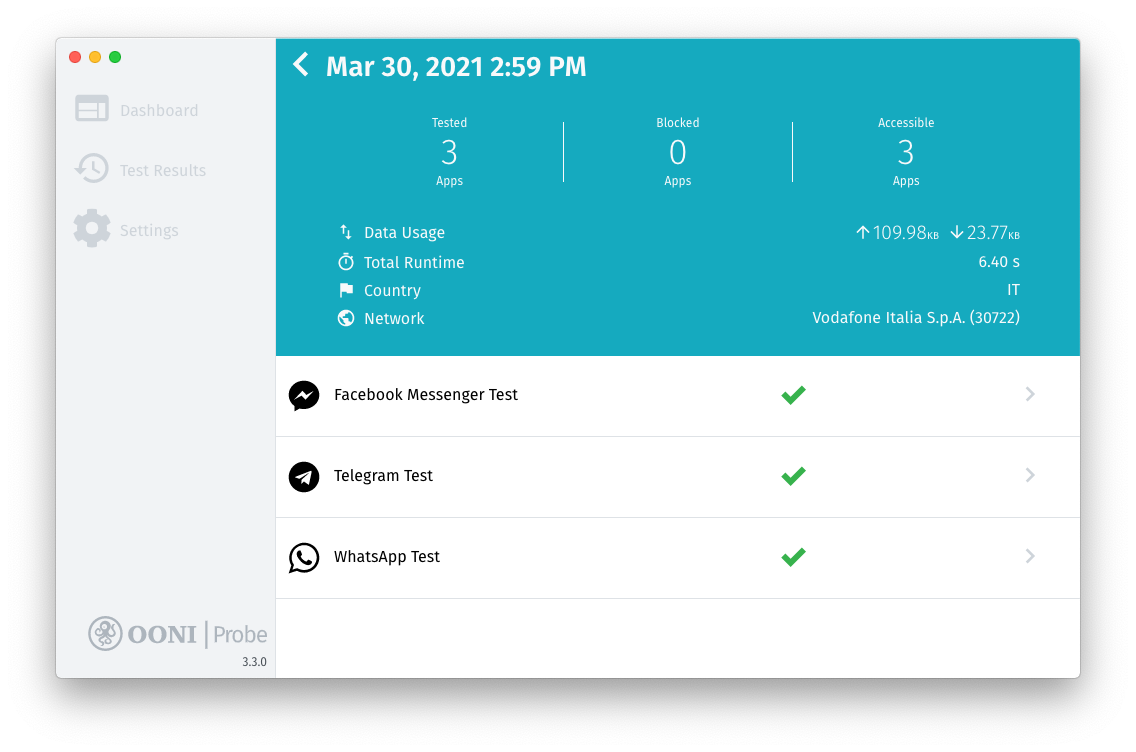 Dashboard
Test Results
Settings
OONI | Probe
3.3.0
Mar 30, 2021 2:59 PM
Tested
3
Apps
Blocked
0
Apps
Accessible
3
Apps
Data Usage
109.98KB 23.77KB
Total Runtime
6.40 s
Country
IT
Network
Vodafone Italia S.p.A. (30722)
Facebook Messenger Test
Telegram Test
WhatsApp Test